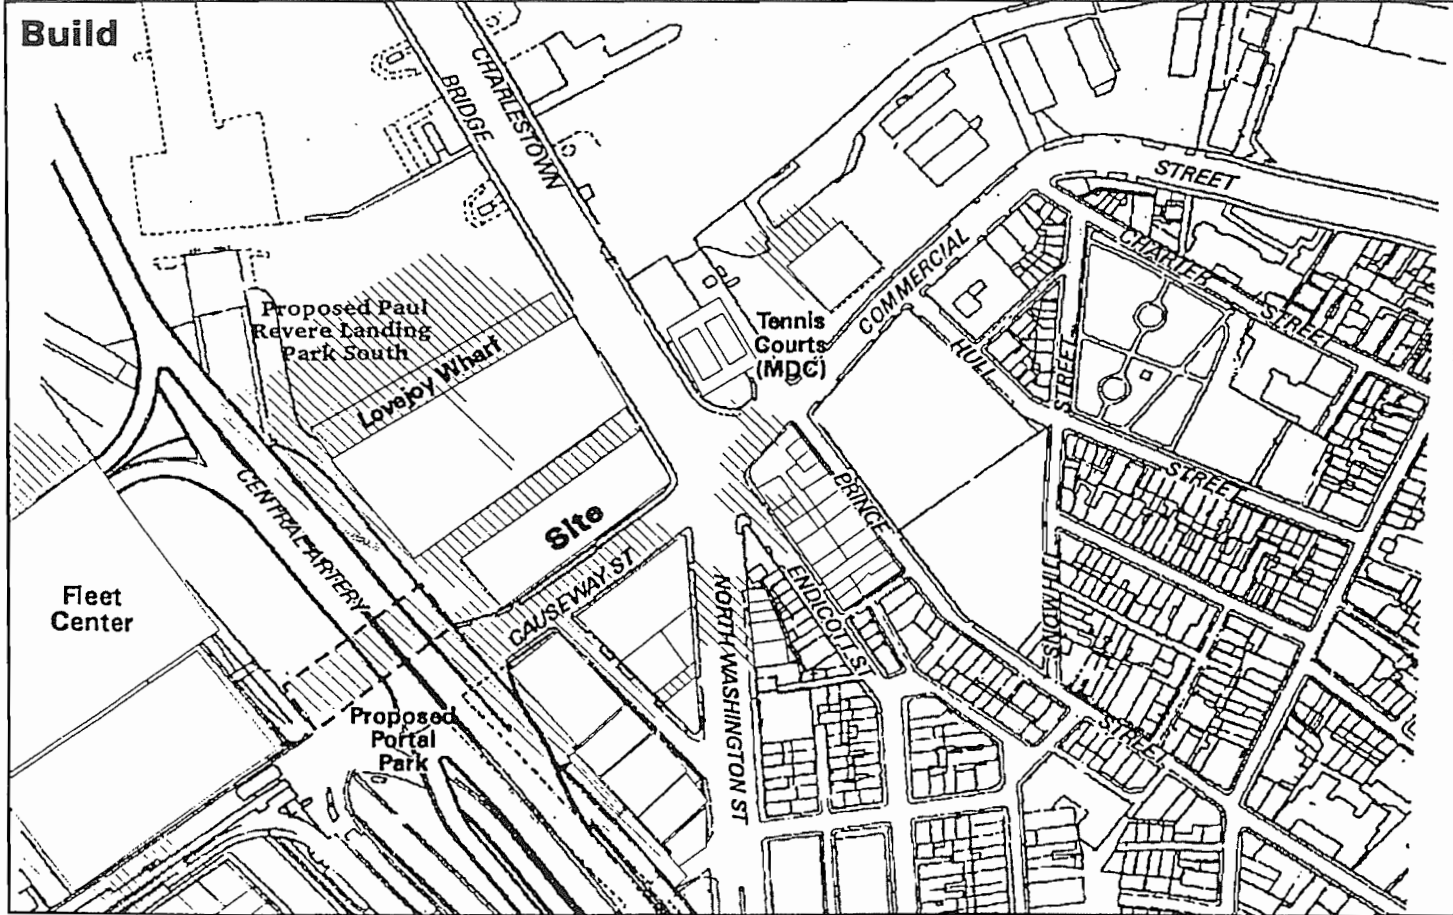 Build
CHARLESTOWN
BRIDGE
STREET
COMMERCIAL
CHARTER
STREET
Proposed Paul
Revere Landing
Park South
Lovejoy Wharf
Tennis
Courts
(MDC)
HULL
STREET
STREET
PRINCE
CENTRAL ARTERY
Site
CAUSEWAY ST
Fleet
Center
NORTH WASHINGTON ST
ENDICOTT ST
SNOWHILL
STREET
Proposed
Portal
Park